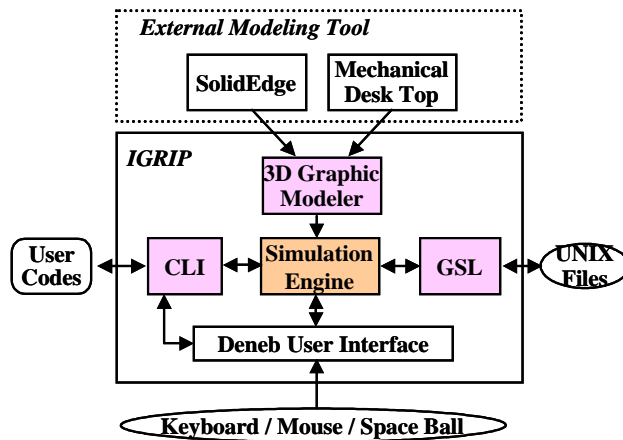 External Modeling Tool
SolidEdge
Mechanical
Desk Top
IGRIP
3D Graphic
Modeler
User
Codes
CLI
Simulation
Engine
GSL
UNIX
Files
Deneb User Interface
Keyboard / Mouse / Space Ball